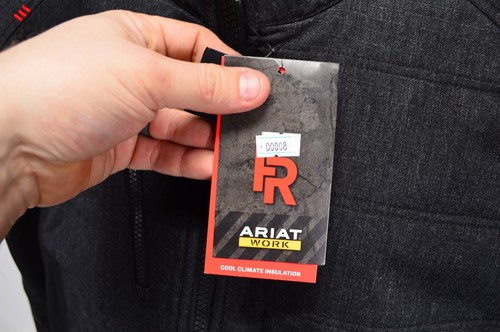 00008
FR
ARIAT
WORK
COOL CLIMATE INSULATION